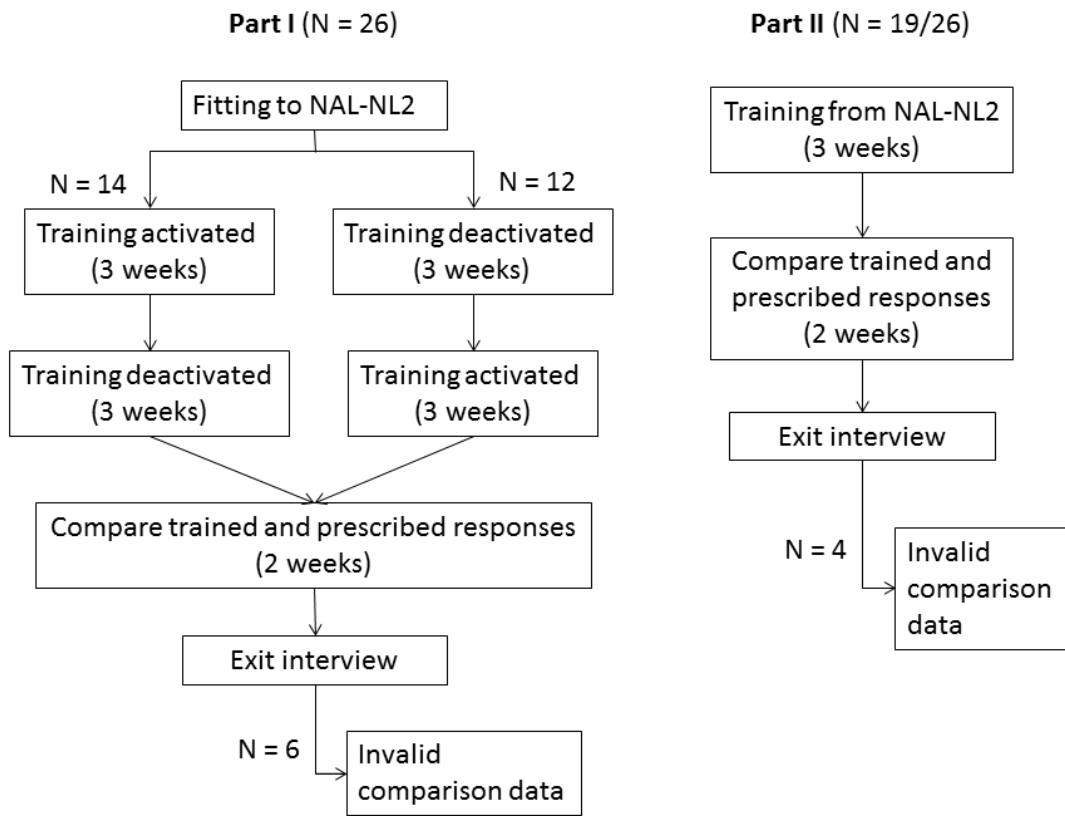 Part I (N = 26)
Fitting to NAL-NL2
N = 14
N = 12
Training activated
(3 weeks)
Training deactivated
(3 weeks)
Training deactivated
(3 weeks)
Training activated
(3 weeks)
Compare trained and prescribed responses
(2 weeks)
Exit interview
N = 6
Invalid
comparison data
Part II (N = 19/26)
Training from NAL-NL2
(3 weeks)
Compare trained and
prescribed responses
(2 weeks)
Exit interview
N = 4
Invalid
comparison
data